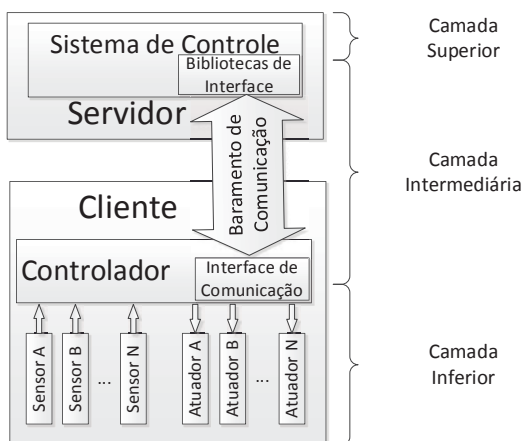 Sistema de Controle
Bibliotecas de
Interface
Servidor
Camada
Superior
Baramento de
Comunicação
Camada
Intermediária
Cliente
Controlador
Interface de
Comunicação
Sensor A
Sensor B
...
Sensor N
Atuador A
Atuador B
...
Atuador N
Camada
Inferior